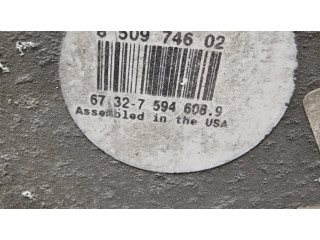 8 509 746 02
67 32-7 594 608.9
Assembled in the USA